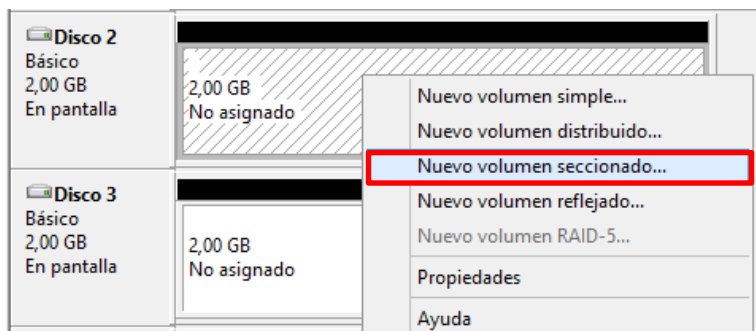 Disco 2
Básico
2,00 GB
En pantalla
2,00 GB
No asignado
Nuevo volumen simple...
Nuevo volumen distribuido...
Nuevo volumen seccionado...
Nuevo volumen reflejado...
Nuevo volumen RAID-5...
Propiedades
Ayuda
Disco 3
Básico
2,00 GB
En pantalla
2,00 GB
No asignado